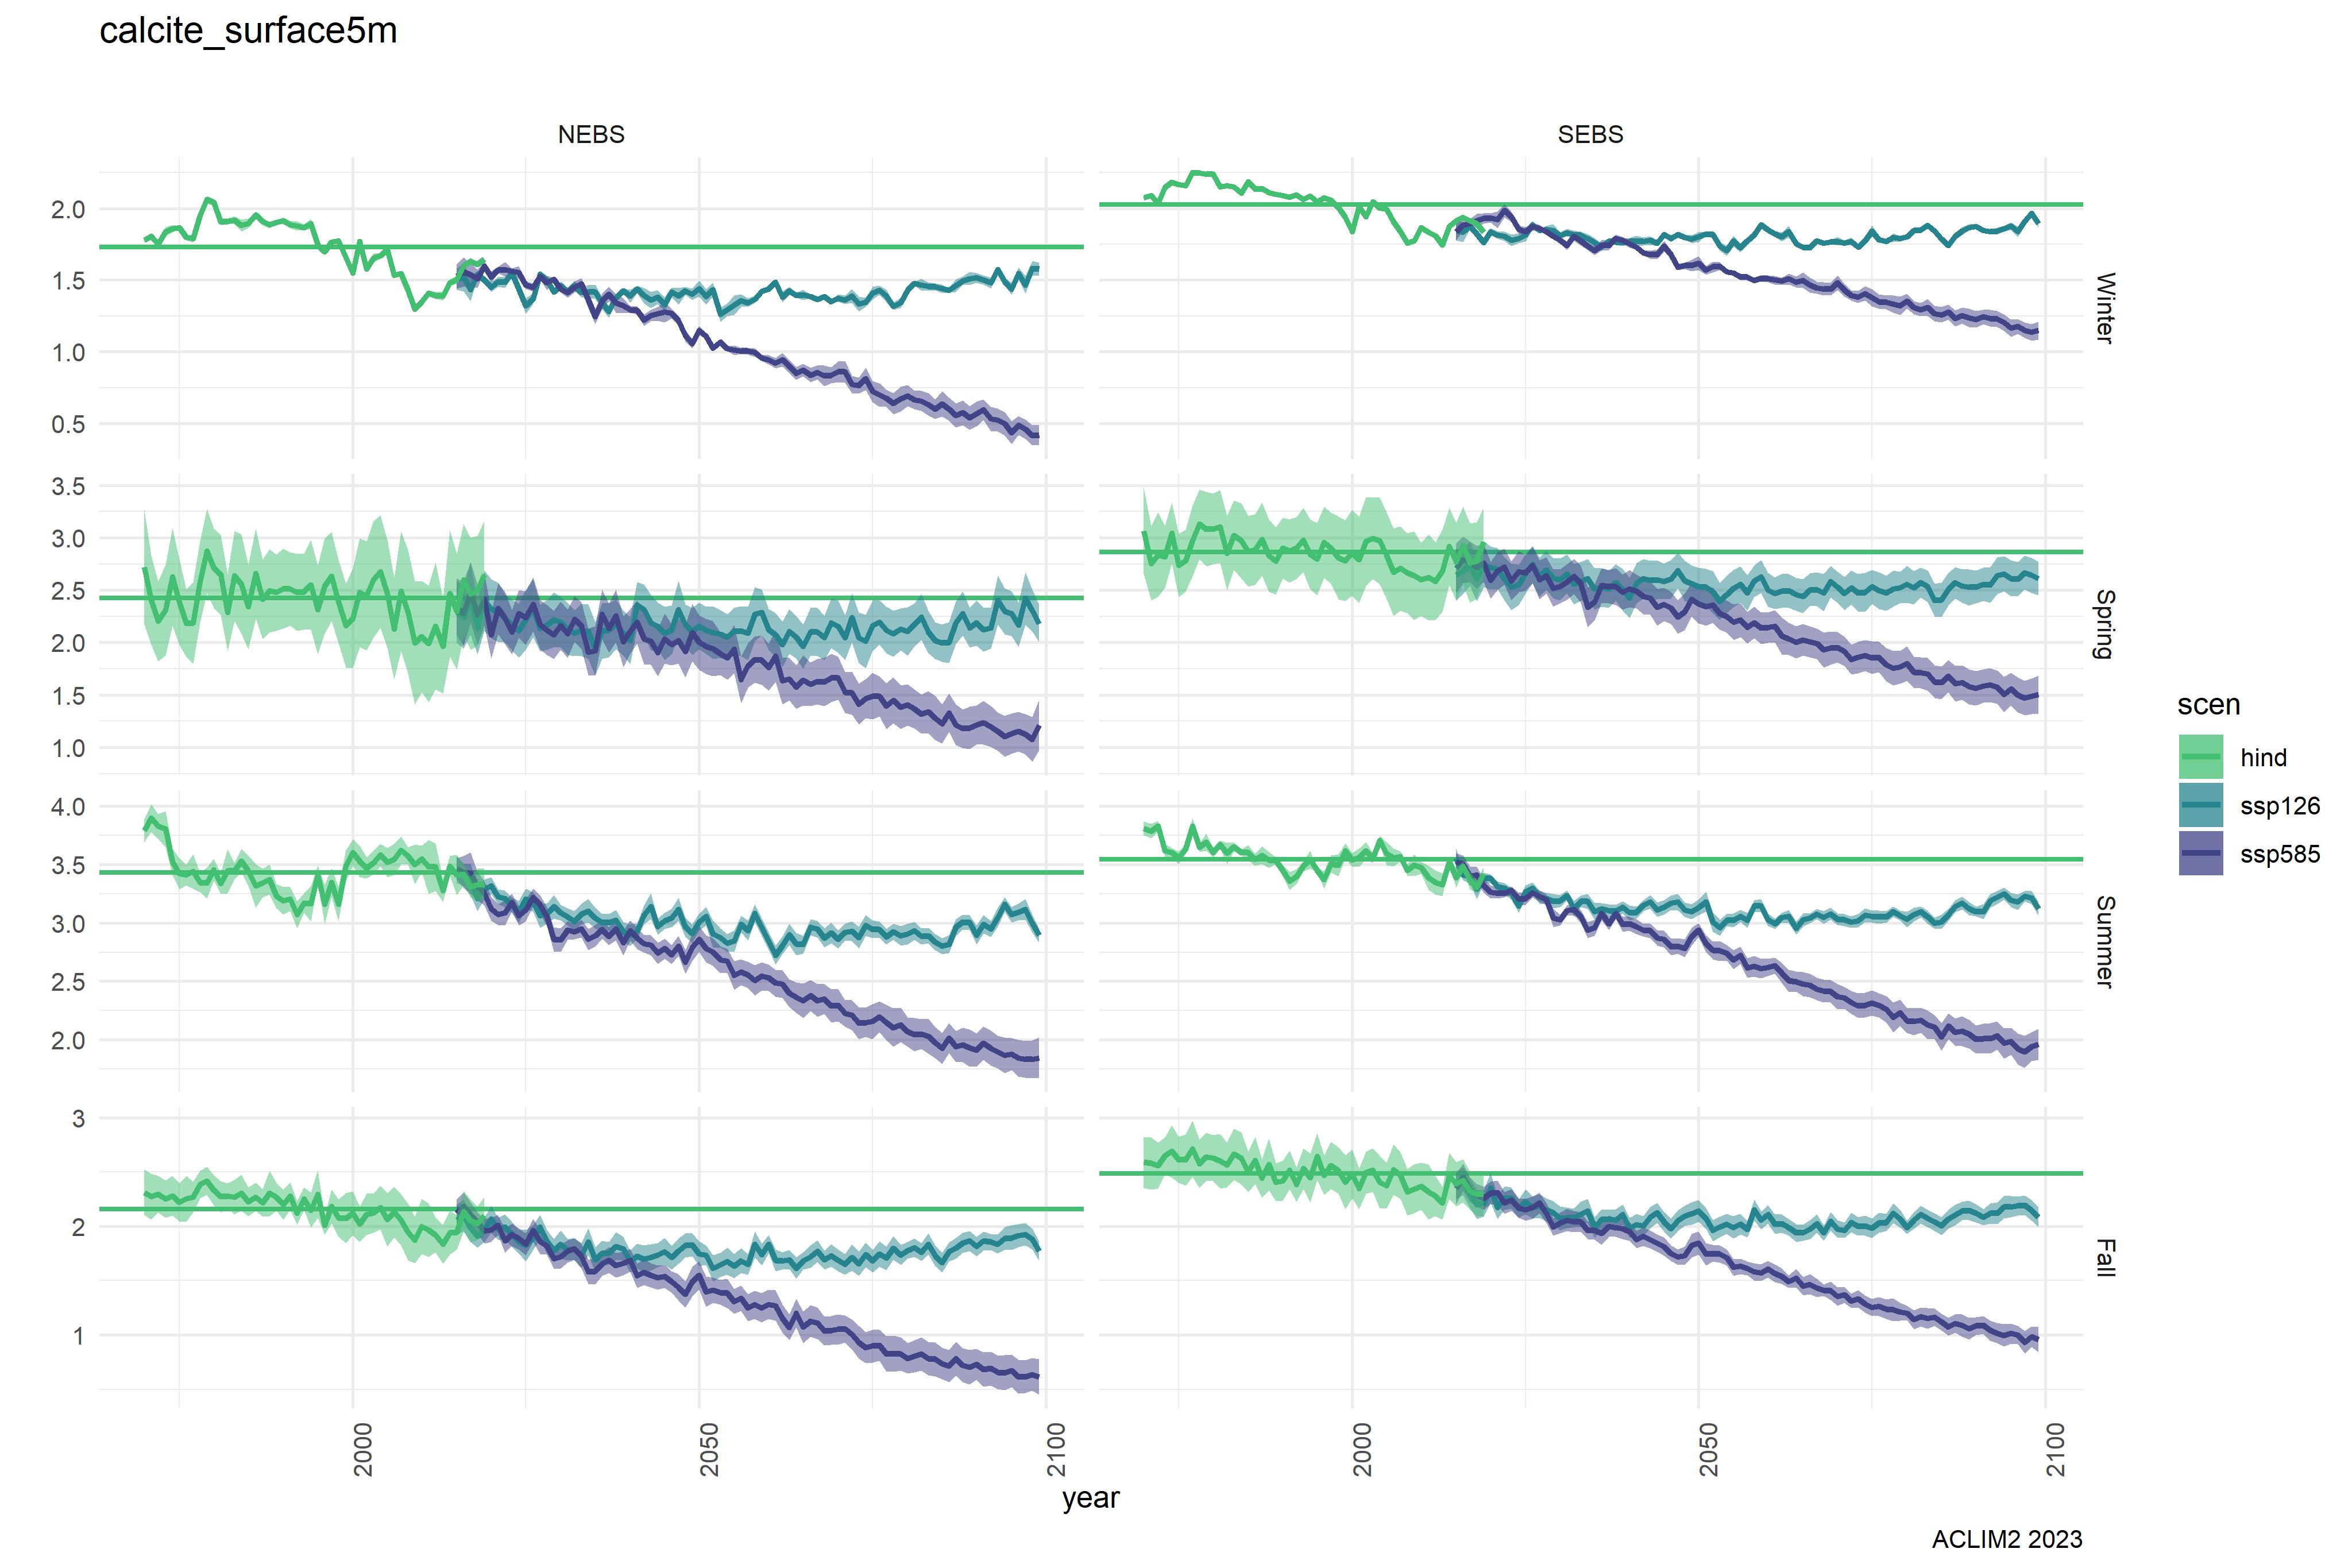 calcite_surface5m
NEBS SEBS
2.0
1.5
1.0
0.5
Winter
3.5
3.0
2.5
2.0
1.5
1.0
Spring
4.0
3.5
3.0
2.5
2.0
Summer
3
2
1
Fall
2000 2050 2100 2000 2050 2100
year
scen
hind
ssp126
ssp585
ACLIM2 2023